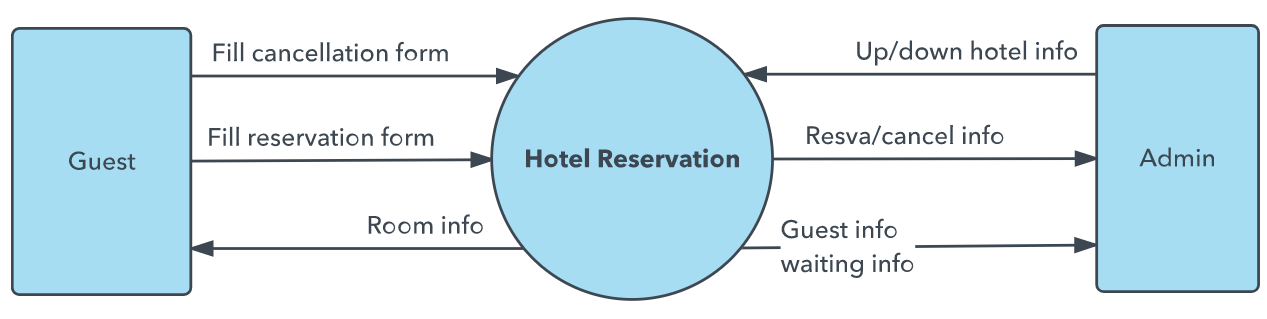 Fill cancellation form
Up/down hotel info
Fill reservation form
Resva/cancel info
Guest
Hotel Reservation
Admin
Room info
Guest info
waiting info